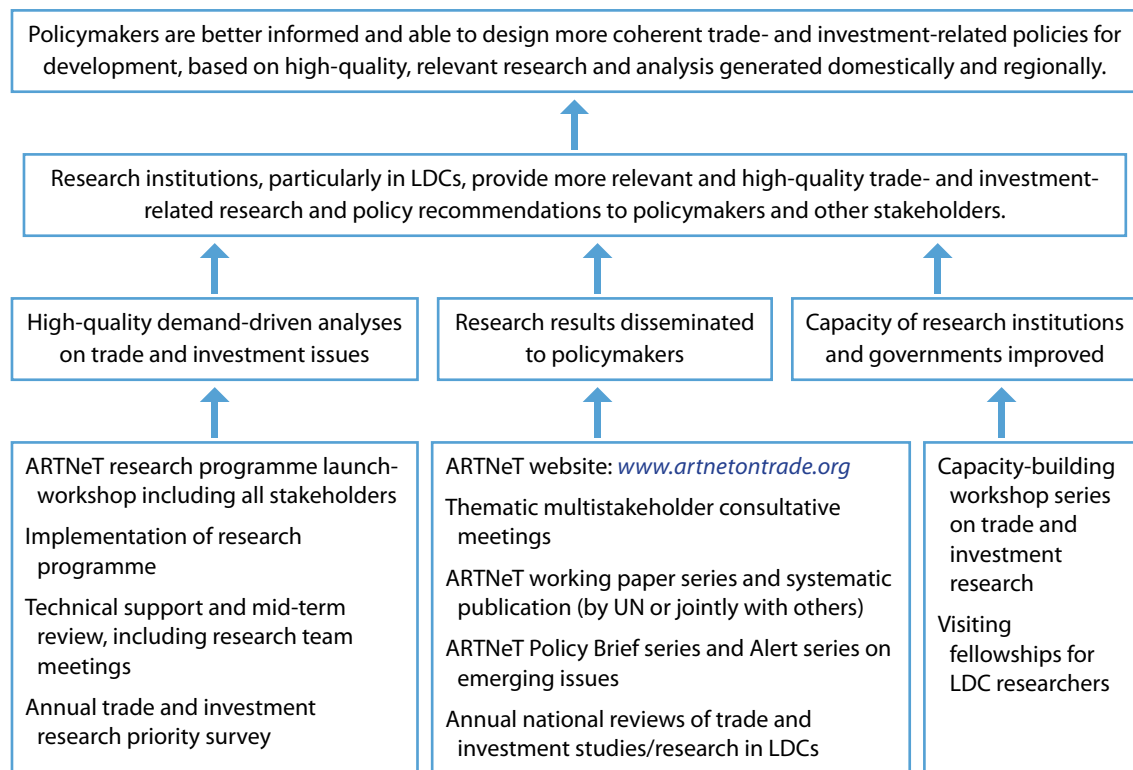 Policymakers are better informed and able to design more coherent trade- and investment-related policies for
development, based on high-quality, relevant research and analysis generated domestically and regionally.
Research institutions, particularly in LDCs, provide more relevant and high-quality trade- and investment-
related research and policy recommendations to policymakers and other stakeholders.
High-quality demand-driven analyses
on trade and investment issues
Research results disseminated
to policymakers
Capacity of research institutions
and governments improved
ARTNeT research programme launch-
workshop including all stakeholders
Implementation of research
programme
Technical support and mid-term
review, including research team
meetings
Annual trade and investment
research priority survey
ARTNeT website: www.artnetontrade.org
Thematic multistakeholder consultative
meetings
ARTNeT working paper series and systematic
publication (by UN or jointly with others)
ARTNeT Policy Brief series and Alert series on
emerging issues
Annual national reviews of trade and
investment studies/research in LDCs
Capacity-building
workshop series
on trade and
investment
research
Visiting
fellowships for
LDC researchers